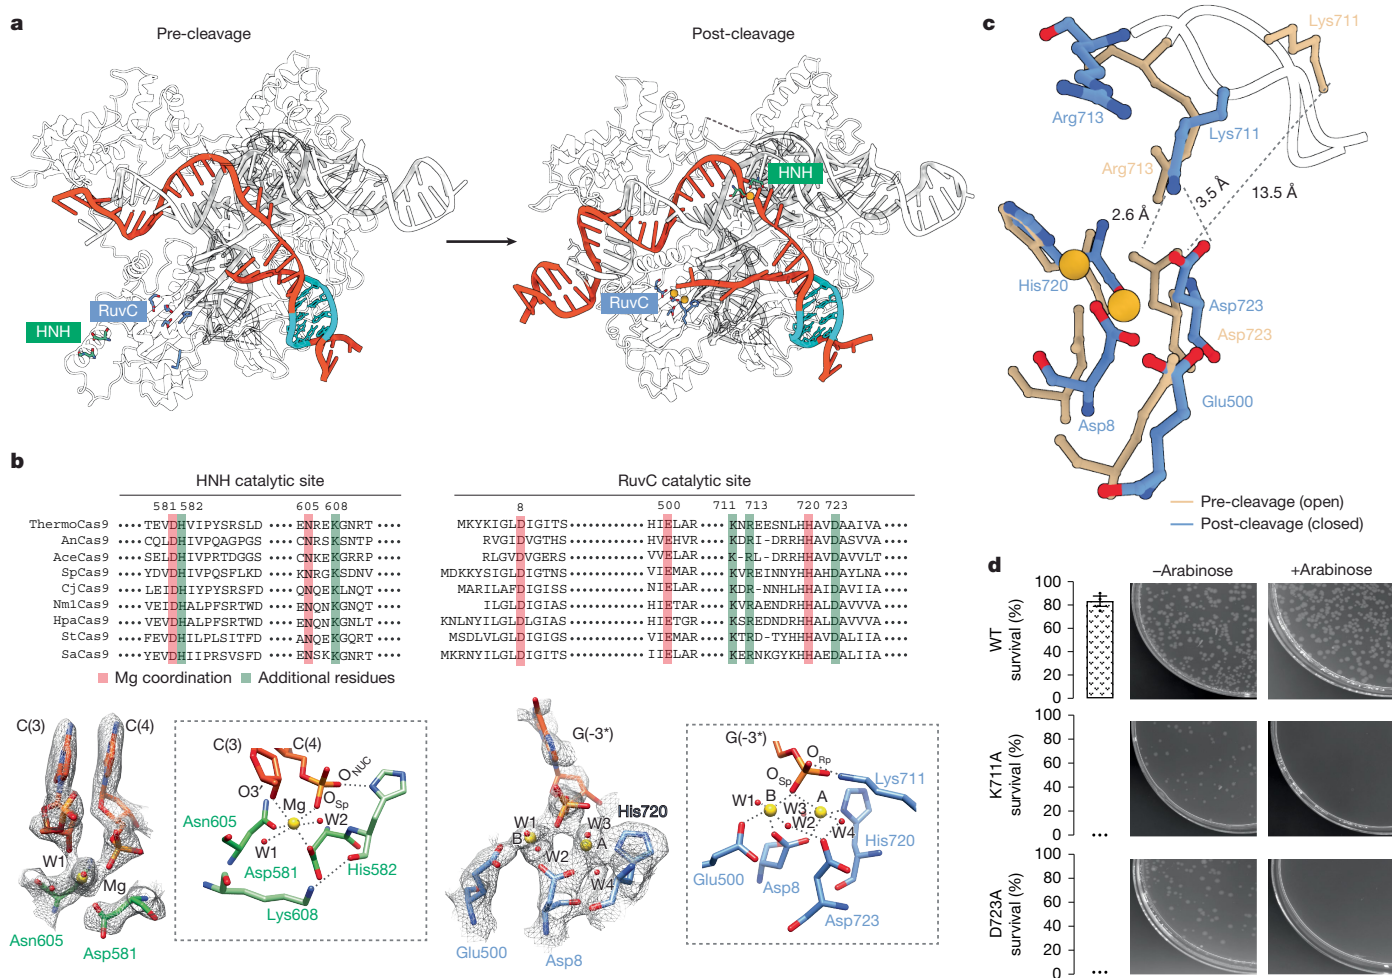 a
Pre-cleavage
Post-cleavage
HNH
RuvC
HNH
RuvC
HNH
b
HNH catalytic site
RuvC catalytic site
581 582 605 608
8 500 711 713 720 723
ThermoCas9 ····TEVDHVIPYSRSLD ····ENREKGNRT···· ····MKYKIGLDIGITS··········HIELAR····KNREESNLHHAVDAAIVA····
AnCas9 ····CQLDHIVPQAGPGS ····CNRSKSNTP···· ····RVGIDVGTHS··········VEHVR····KDRI-DRRHHAVDASVVA····
AceCas9 ····SELDHIVPRTDGGS ····CNKEKGRRP···· ····RLGVDVGERS··········VVELAR····K-RL-DRRHHAVDAVVLT····
SpCas9 ····YDVDHIVPQSFLKD ····KNRGKSDNV···· MDKKYSIGLDIGTNS··········VIEMAR····KVREINNYHHAHDAYLNA····
CjCas9 ····LEIDHIYPYSRSFD ····QNQEKLNQT···· ····MARILAFDIGISS··········NIELAR····KDR-NNHLHHAIDAVIIA····
Nm1Cas9 ····VEIDHALPFSRTWD ····ENQNKGNQT···· ····ILGLDIGIAS··········HIETAR····KVRAENDRHHALDAVVVA····
HpaCas9 ····VEVDHALPFSRTWD ····ENQNKGNLT···· KNLNYILGLDLGIAS··········HIETGR····KSREDNDRHHALDAVVVA····
StCas9 ····FEVDHILPLSITFD ····ANQEKGQRT···· ····MSDLVLGLDIGIGS··········VIEMAR····KTRD-TYHHHAVDALIIA····
SaCas9 ····YEVDHIIPRSVSFD ····ENSKKGNRT···· MKRNYILGLDIGITS··········IIELAR····KERNKGYKHHAEDALIIA····
Mg coordination Additional residues
C(3)
C(4)
W1
Mg
Asn605
Asp581
C(3)
C(4)
O3′
Mg
ONUC
OSp
W2
Asn605
W1
Asp581
His582
Lys608
G(-3*)
His720
W1
W3
B
A
W2
W4
Glu500
Asp8
G(-3*)
ORp
OSp
Lys711
B
A
W1
W3
W2
W4
His720
Glu500
Asp8
Asp723
c
Lys711
Arg713
Lys711
Arg713
3.5 Å
13.5 Å
2.6 Å
His720
Asp723
Asp723
Glu500
Asp8
Pre-cleavage (open)
Post-cleavage (closed)
d
–Arabinose
+Arabinose
WT
survival (%)
100
80
60
40
20
0
K711A
survival (%)
100
80
60
40
20
0
D723A
survival (%)
100
80
60
40
20
0